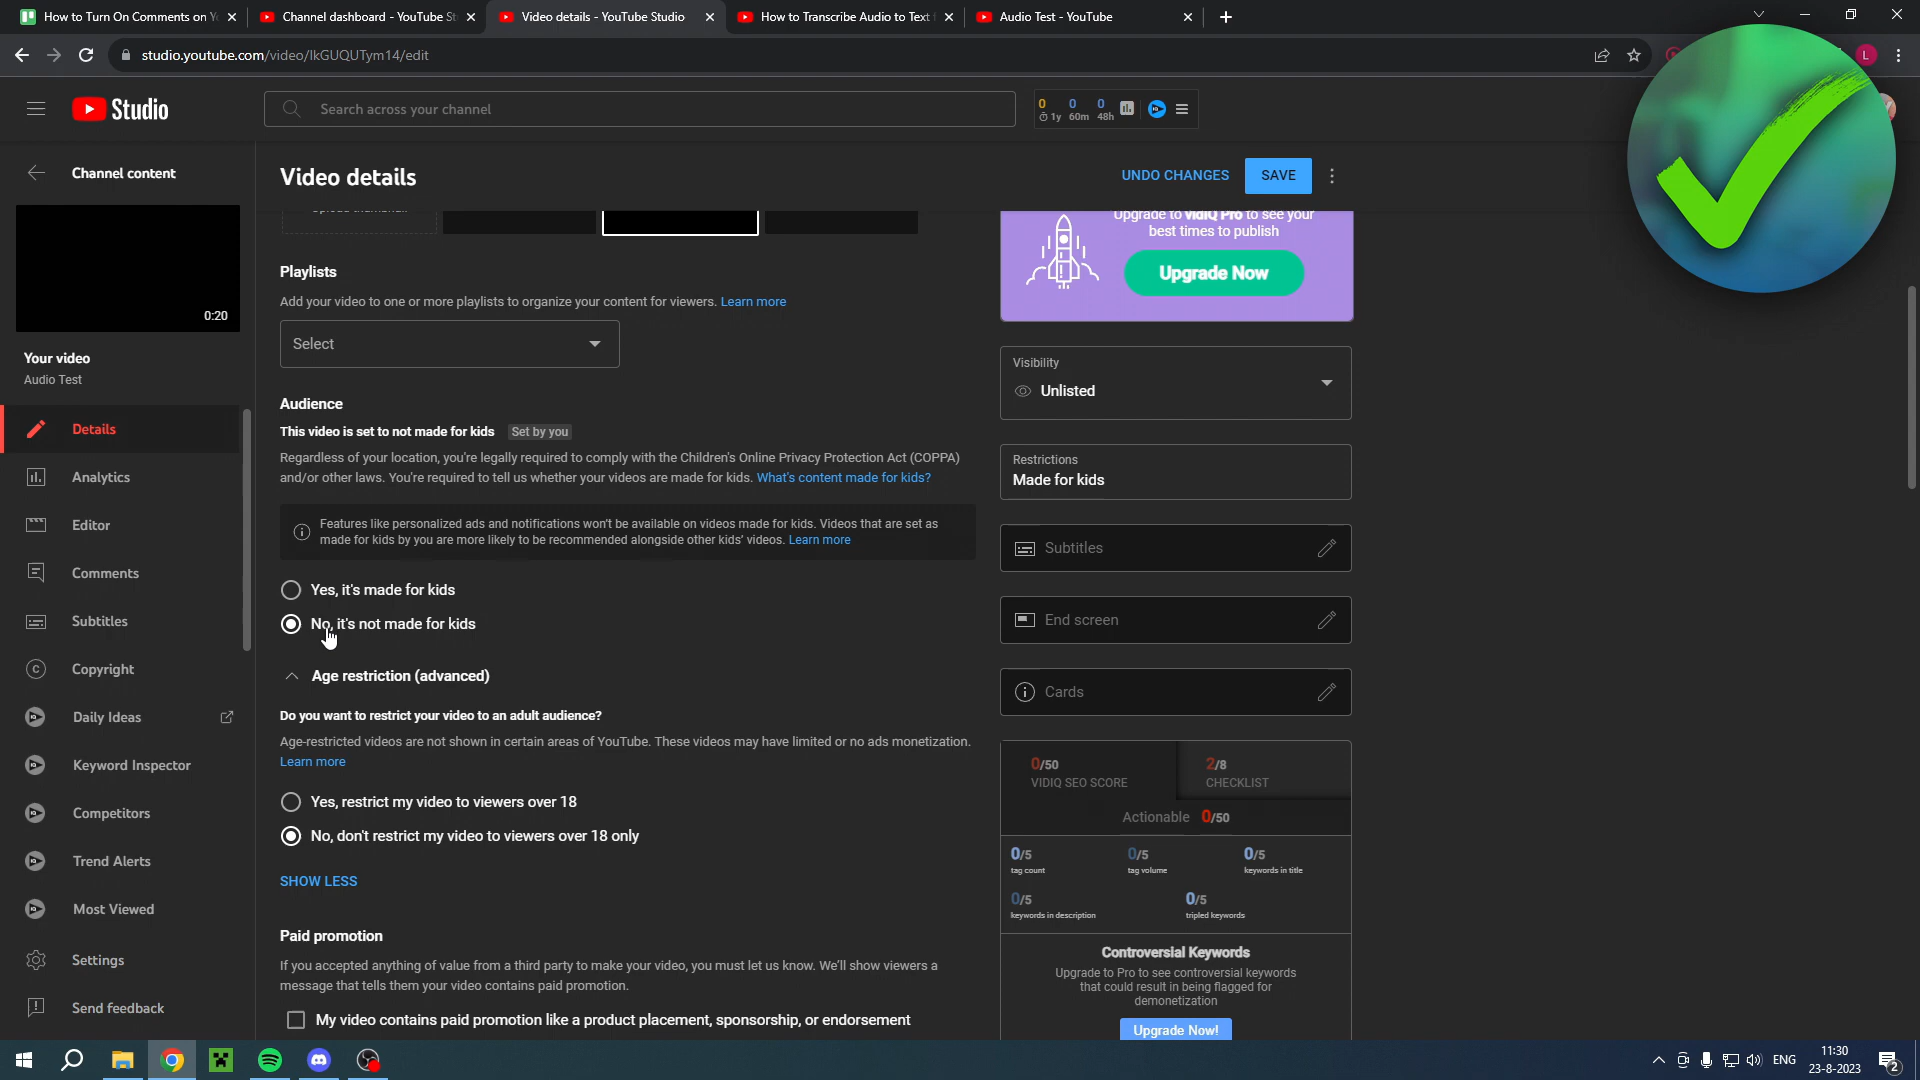 How to Turn On Comments on Y
Channel dashboard - YouTube St
Video details - YouTube Studio
How to Transcribe Audio to Text
Audio Test - YouTube
studio.youtube.com/video/lkGUQUTym14/edit
L
Studio
Search across your channel
0 0 0
1y 60m 48h
Channel content
Video details
UNDO CHANGES
SAVE
0:20
Your video
Audio Test
Details
Analytics
Editor
Comments
Subtitles
Copyright
Daily Ideas
Keyword Inspector
Competitors
Trend Alerts
Most Viewed
Settings
Send feedback
Upload thumbnail
Playlists
Add your video to one or more playlists to organize your content for viewers. Learn more
Select
Audience
This video is set to not made for kids Set by you
Regardless of your location, you're legally required to comply with the Children's Online Privacy Protection Act (COPPA)
and/or other laws. You're required to tell us whether your videos are made for kids. What's content made for kids?
Features like personalized ads and notifications won't be available on videos made for kids. Videos that are set as
made for kids by you are more likely to be recommended alongside other kids' videos. Learn more
Yes, it's made for kids
No, it's not made for kids
Age restriction (advanced)
Do you want to restrict your video to an adult audience?
Age-restricted videos are not shown in certain areas of YouTube. These videos may have limited or no ads monetization.
Learn more
Yes, restrict my video to viewers over 18
No, don't restrict my video to viewers over 18 only
SHOW LESS
Paid promotion
If you accepted anything of value from a third party to make your video, you must let us know. We'll show viewers a
message that tells them your video contains paid promotion.
My video contains paid promotion like a product placement, sponsorship, or endorsement
Upgrade to vidIQ Pro to see your
best times to publish
Upgrade Now
Visibility
Unlisted
Restrictions
Made for kids
Subtitles
End screen
Cards
0/50
VIDIQ SEO SCORE
2/8
CHECKLIST
Actionable 0/50
0/5
tag count
0/5
tag volume
0/5
keywords in title
0/5
keywords in description
0/5
tripled keywords
Controversial Keywords
Upgrade to Pro to see controversial keywords
that could result in being flagged for
demonetization
Upgrade Now!
ENG
11:30
23-8-2023
2